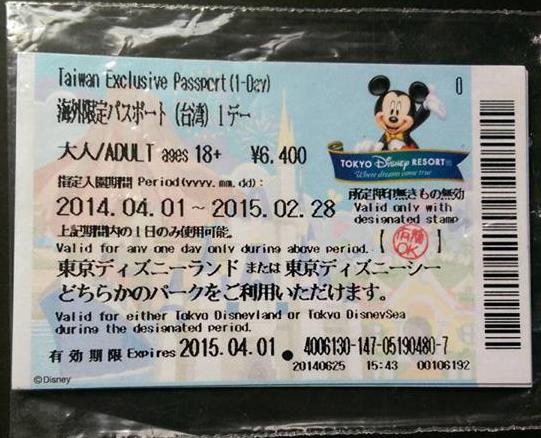 Taiwan Exclusive Passport (1-Day)
0
海外限定パスポート (台湾) 1デー
大人/ADULT ages 18+ ¥6,400
TOKYO Disney RESORT®
Where dreams come true
指定入園期間 Period(yyyy.mm.dd):
2014.04.01 ~ 2015.02.28
所定押印無きもの無効
Valid only with
designated stamp
上記期間内の1日のみ使用可能。
Valid for any one day only during above period.
OK
東京ディズニーランド または 東京ディズニーシー
どちらかのパークをご利用いただけます。
Valid for either Tokyo Disneyland or Tokyo DisneySea
during the designated period.
有効期限 Expires 2015.04.01 ● 4006130-147-05190480-7
20140625 15:43 00106192
©Disney